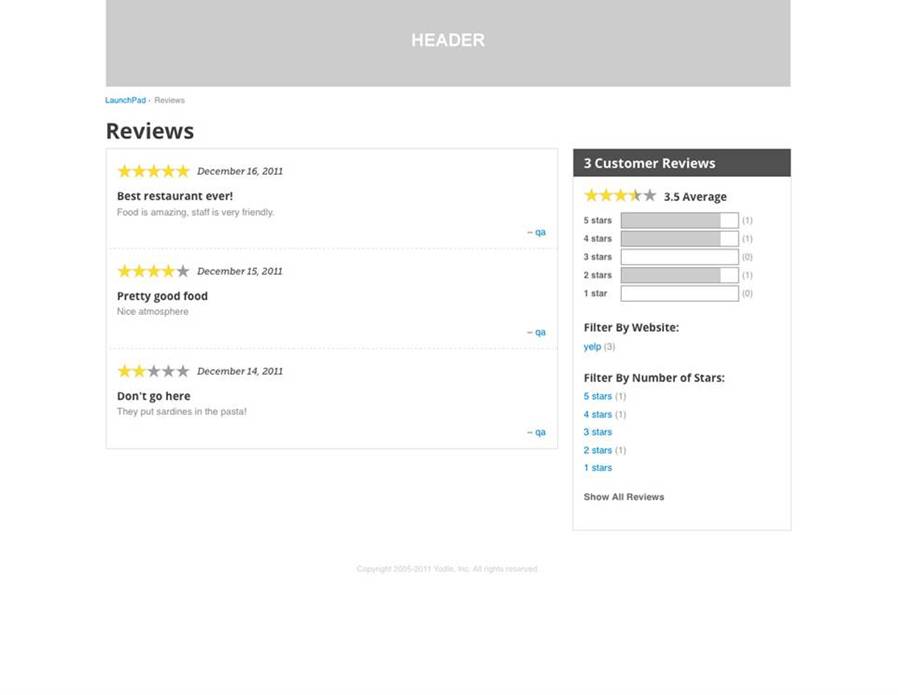 HEADER
LaunchPad · Reviews
Reviews
December 16, 2011
Best restaurant ever!
Food is amazing, staff is very friendly.
– qa
December 15, 2011
Pretty good food
Nice atmosphere
– qa
December 14, 2011
Don't go here
They put sardines in the pasta!
– qa
3 Customer Reviews
3.5 Average
5 stars (1)
4 stars (1)
3 stars (0)
2 stars (1)
1 star (0)
Filter By Website:
yelp (3)
Filter By Number of Stars:
5 stars (1)
4 stars (1)
3 stars
2 stars (1)
1 stars
Show All Reviews
Copyright 2005-2011 Yodle, Inc. All rights reserved.